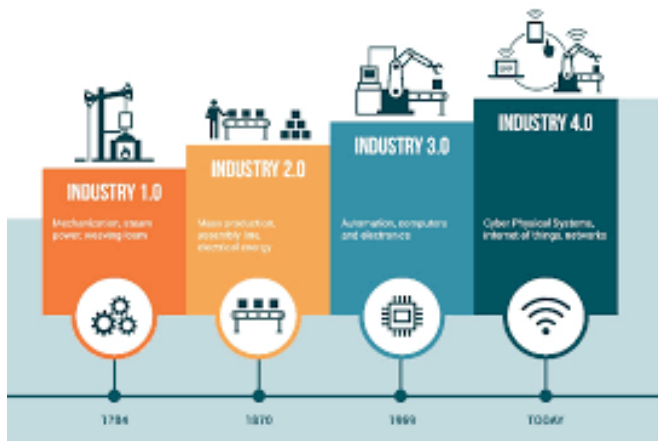 INDUSTRY 1.0
Mechanization, steam
power, weaving loom
INDUSTRY 2.0
Mass production,
assembly line,
electrical energy
INDUSTRY 3.0
Automation, computers
and electronics
INDUSTRY 4.0
Cyber Physical Systems,
internet of things, networks
1784
1870
1969
TODAY